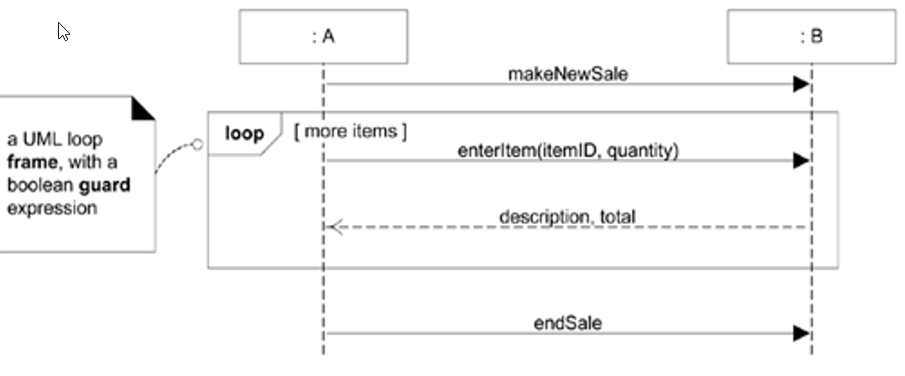 : A
: B
makeNewSale
a UML loop
frame, with a
boolean guard
expression
loop
[ more items ]
enterItem(itemID, quantity)
description, total
endSale